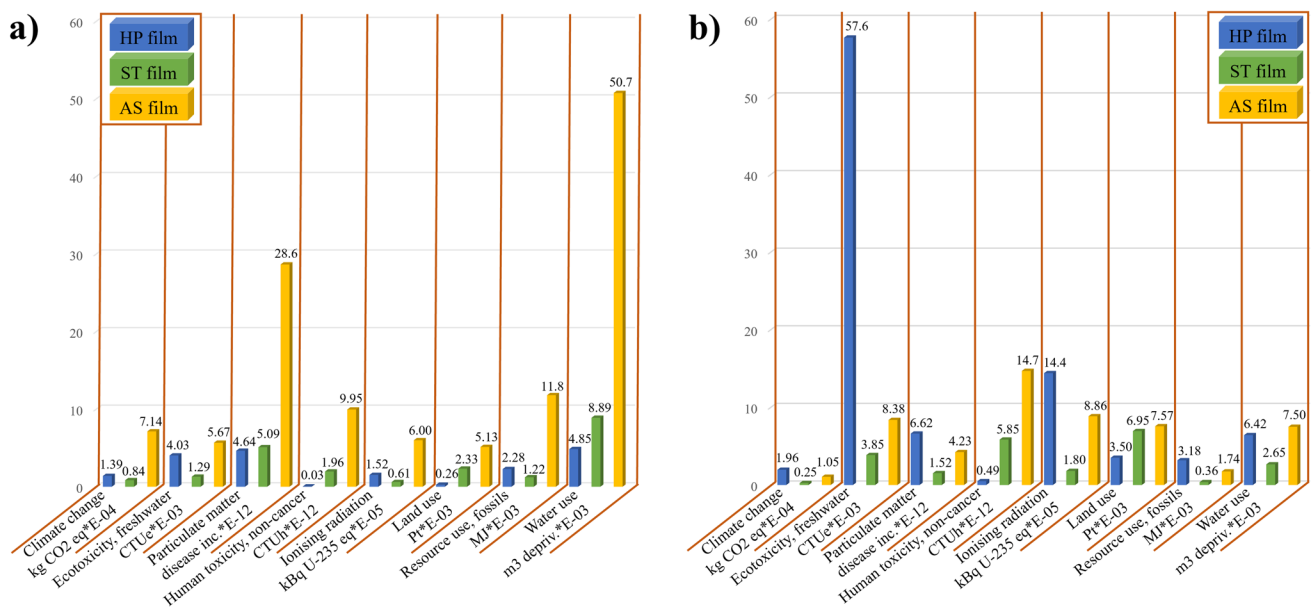 a)
HP film
ST film
AS film
60
50
40
30
20
10
0
1.39
0.84
7.14
4.03
1.29
5.67
4.64
5.09
28.6
0.03
1.96
9.95
1.52
0.61
6.00
0.26
2.33
5.13
2.28
1.22
11.8
4.85
8.89
50.7
Climate change
kg CO2 eq*E-04
Ecotoxicity, freshwater
CTUe*E-03
Particulate matter
disease inc.*E-12
Human toxicity, non-cancer
CTUh*E-12
Ionising radiation
kBq U-235 eq*E-05
Land use
Pt*E-03
Resource use, fossils
MJ*E-03
Water use
m3 depriv.*E-03
b)
HP film
ST film
AS film
60
50
40
30
20
10
0
1.96
0.25
1.05
57.6
3.85
8.38
6.62
1.52
4.23
0.49
5.85
14.7
14.4
1.80
8.86
3.50
6.95
7.57
3.18
0.36
1.74
6.42
2.65
7.50
Climate change
kg CO2 eq*E-04
Ecotoxicity, freshwater
CTUe*E-03
Particulate matter
disease inc.*E-12
Human toxicity, non-cancer
CTUh*E-12
Ionising radiation
kBq U-235 eq*E-05
Land use
Pt*E-03
Resource use, fossils
MJ*E-03
Water use
m3 depriv.*E-03